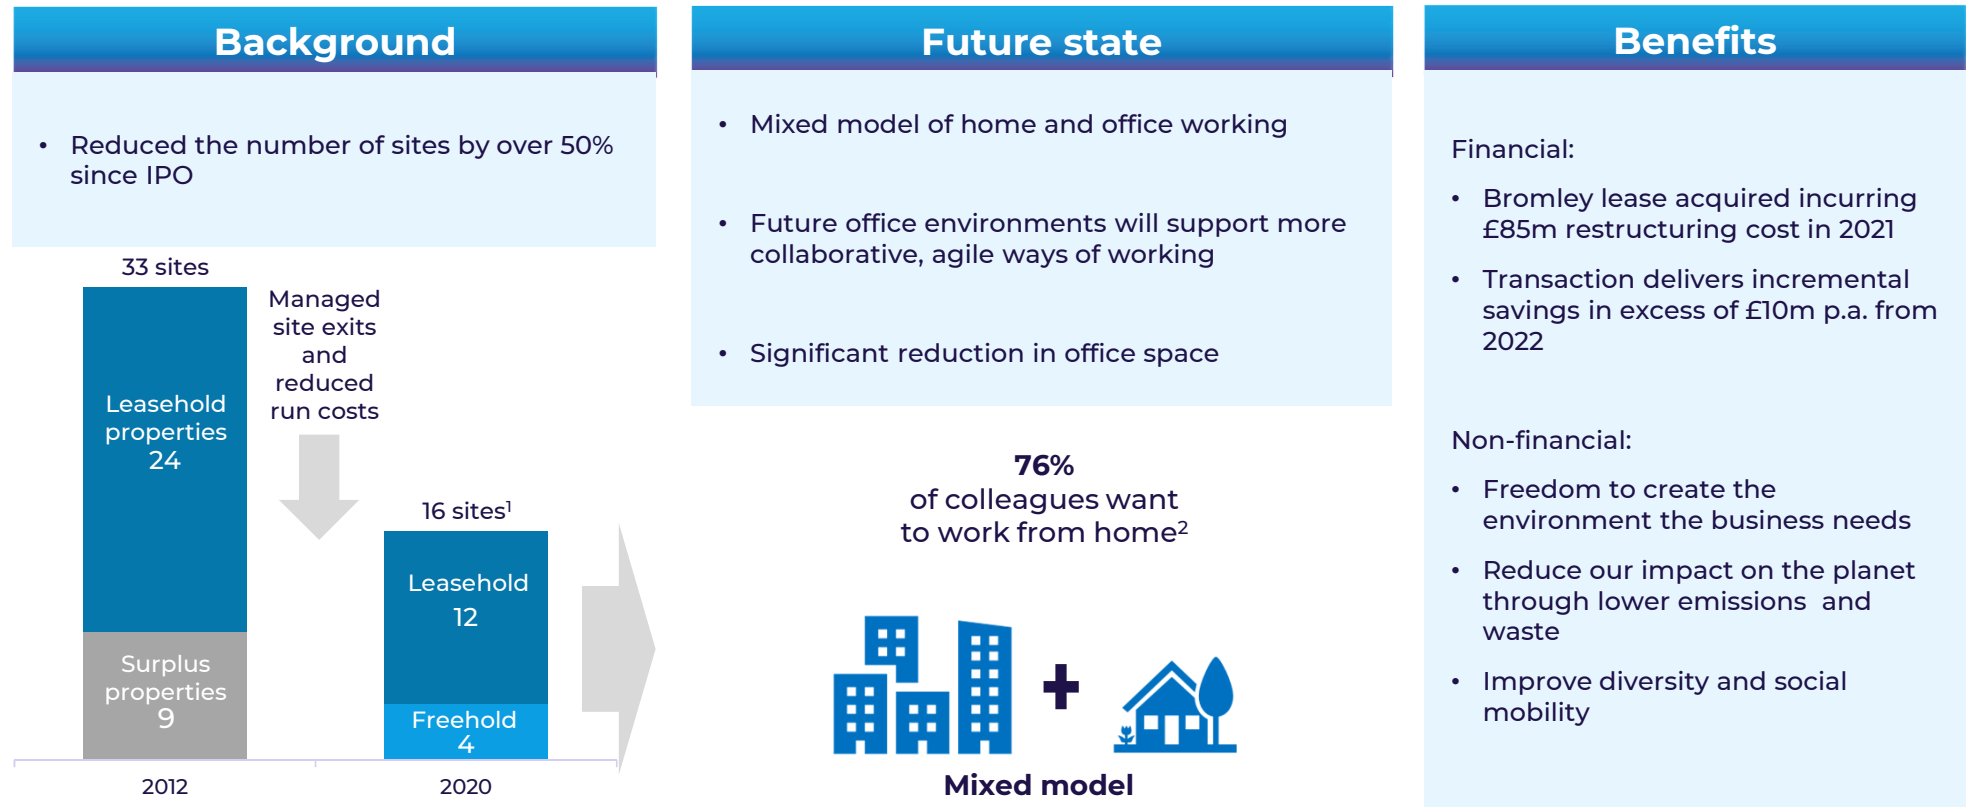 Background
• Reduced the number of sites by over 50%
since IPO
33 sites
Leasehold
properties
24
Surplus
properties
9
2012
Managed
site exits
and
reduced
run costs
16 sites¹
Leasehold
12
Freehold
4
2020
Future state
• Mixed model of home and office working
• Future office environments will support more
collaborative, agile ways of working
• Significant reduction in office space
76%
of colleagues want
to work from home²
Mixed model
Benefits
Financial:
• Bromley lease acquired incurring
£85m restructuring cost in 2021
• Transaction delivers incremental
savings in excess of £10m p.a. from
2022
Non-financial:
• Freedom to create the
environment the business needs
• Reduce our impact on the planet
through lower emissions and
waste
• Improve diversity and social
mobility